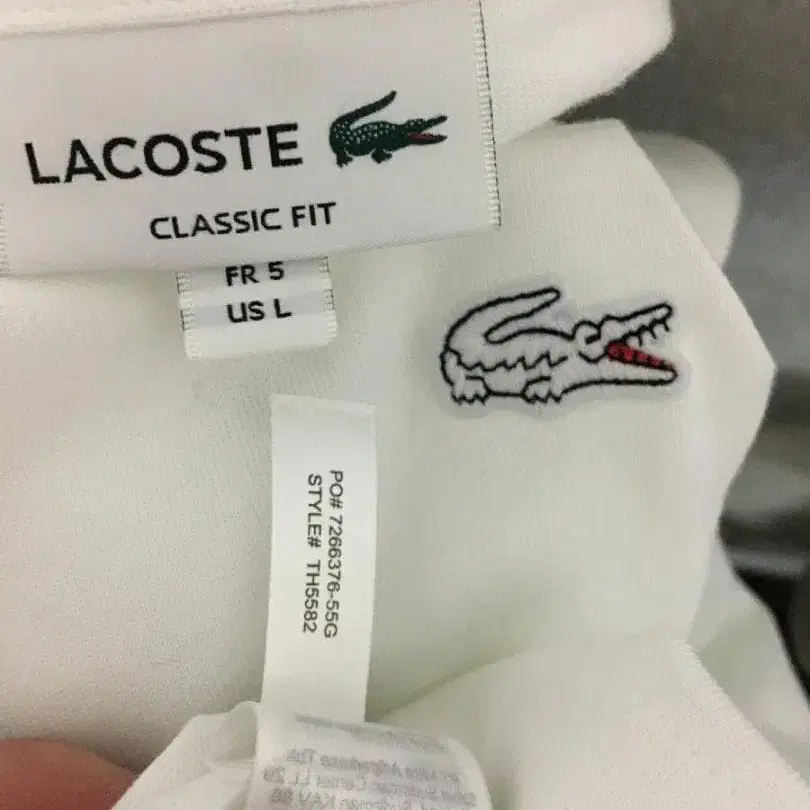 LACOSTE
CLASSIC FIT
FR 5
US L
PO# 7266376-55G
STYLE# TH5582